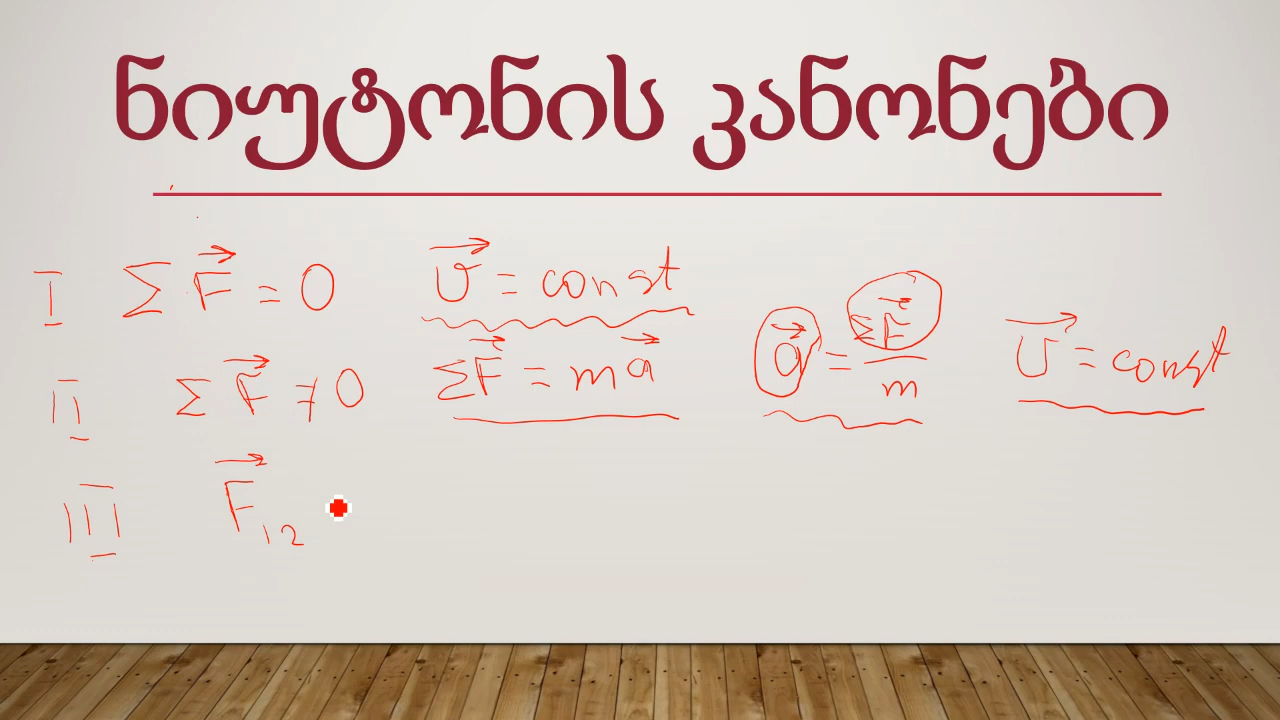 ნიუტონის კანონები
I ΣF⃗ = 0 v⃗ = const
II ΣF⃗ ≠ 0 ΣF⃗ = ma⃗ a⃗ = ΣF⃗/m v⃗ = const
III F⃗₁₂